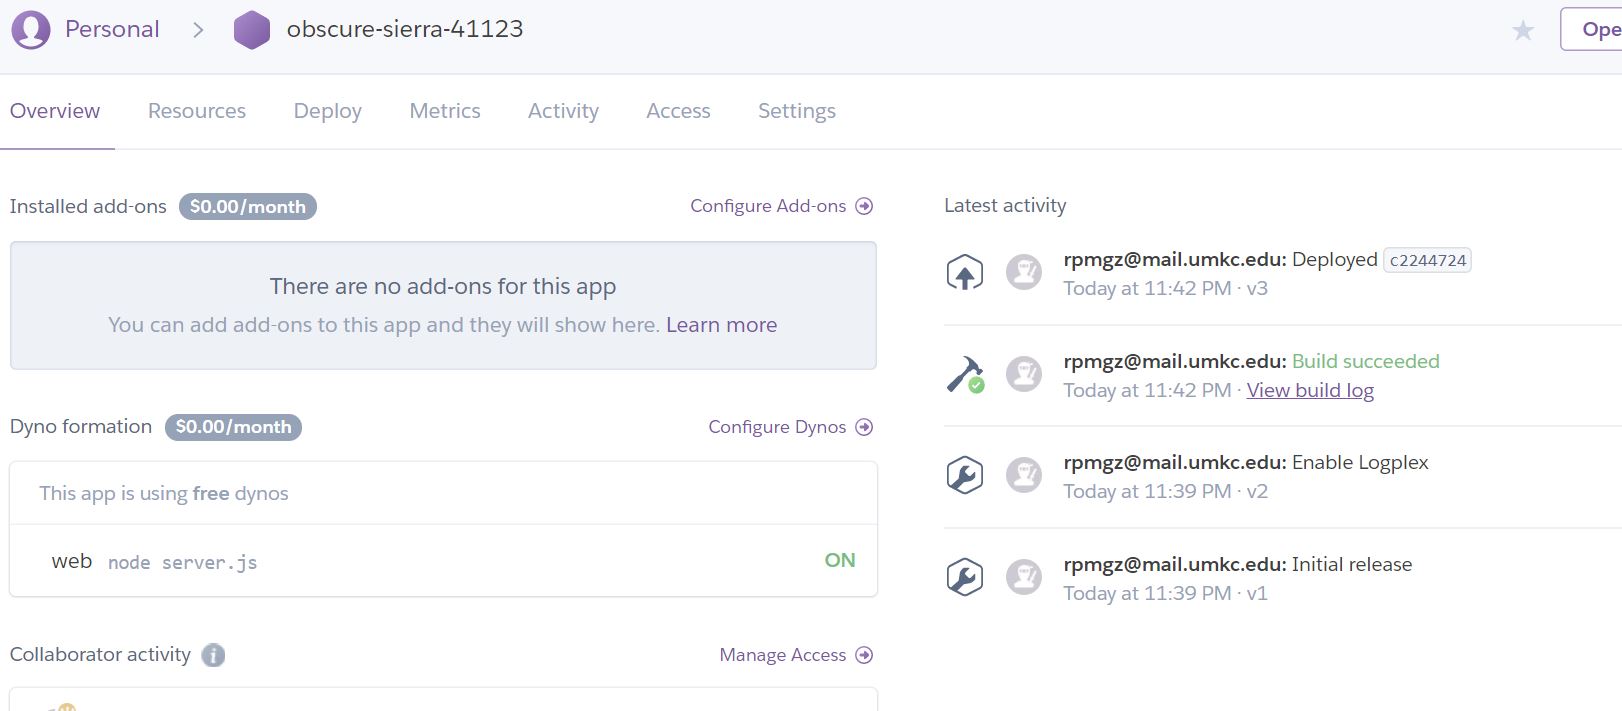 Personal > obscure-sierra-41123
Ope
Overview Resources Deploy Metrics Activity Access Settings
Installed add-ons $0.00/month Configure Add-ons
There are no add-ons for this app
You can add add-ons to this app and they will show here. Learn more
Dyno formation $0.00/month Configure Dynos
This app is using free dynos
web node server.js ON
Collaborator activity i Manage Access
Latest activity
rpmgz@mail.umkc.edu: Deployed c2244724
Today at 11:42 PM · v3
rpmgz@mail.umkc.edu: Build succeeded
Today at 11:42 PM · View build log
rpmgz@mail.umkc.edu: Enable Logplex
Today at 11:39 PM · v2
rpmgz@mail.umkc.edu: Initial release
Today at 11:39 PM · v1